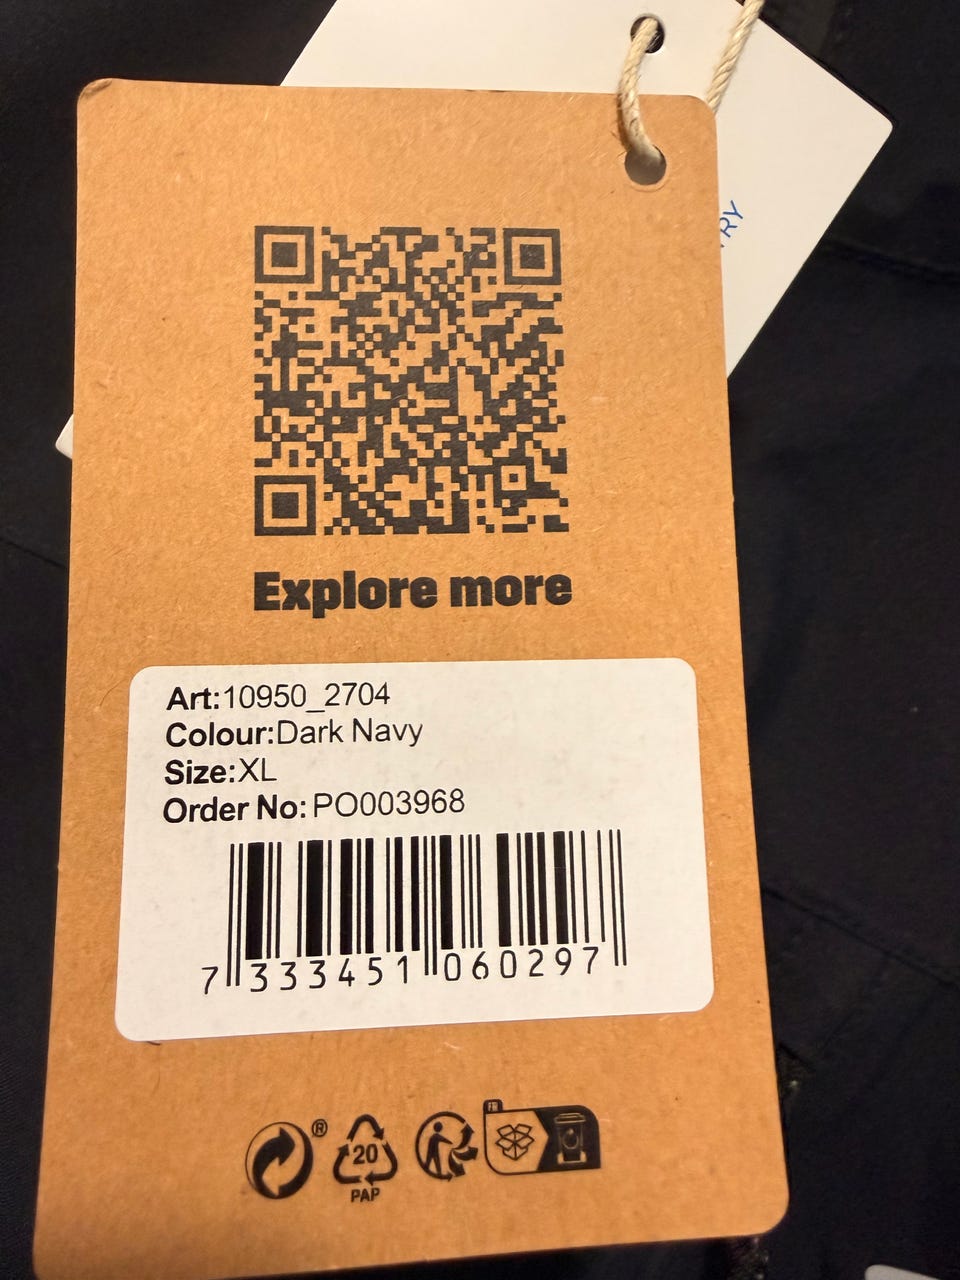 Explore more
Art:10950_2704
Colour:Dark Navy
Size:XL
Order No:PO003968
7 333451 060297
®
20
PAP